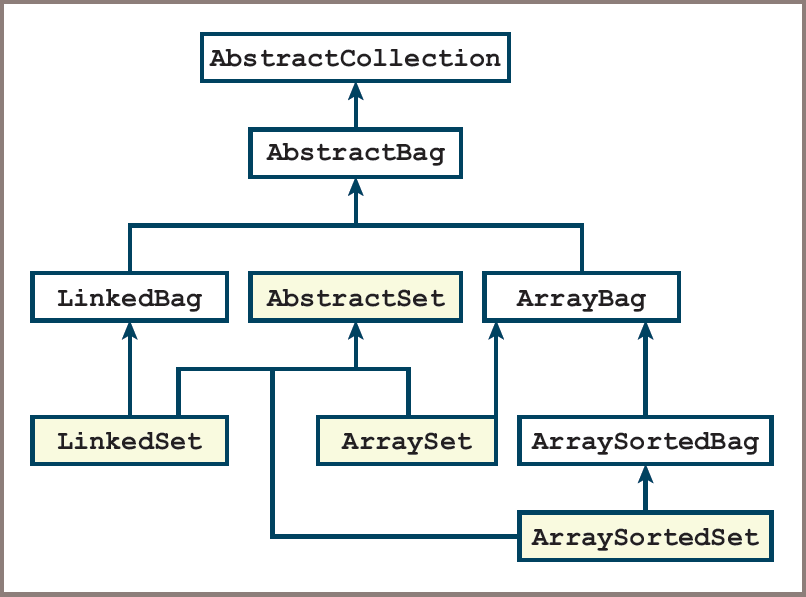 AbstractCollection
AbstractBag
LinkedBag
AbstractSet
ArrayBag
LinkedSet
ArraySet
ArraySortedBag
ArraySortedSet